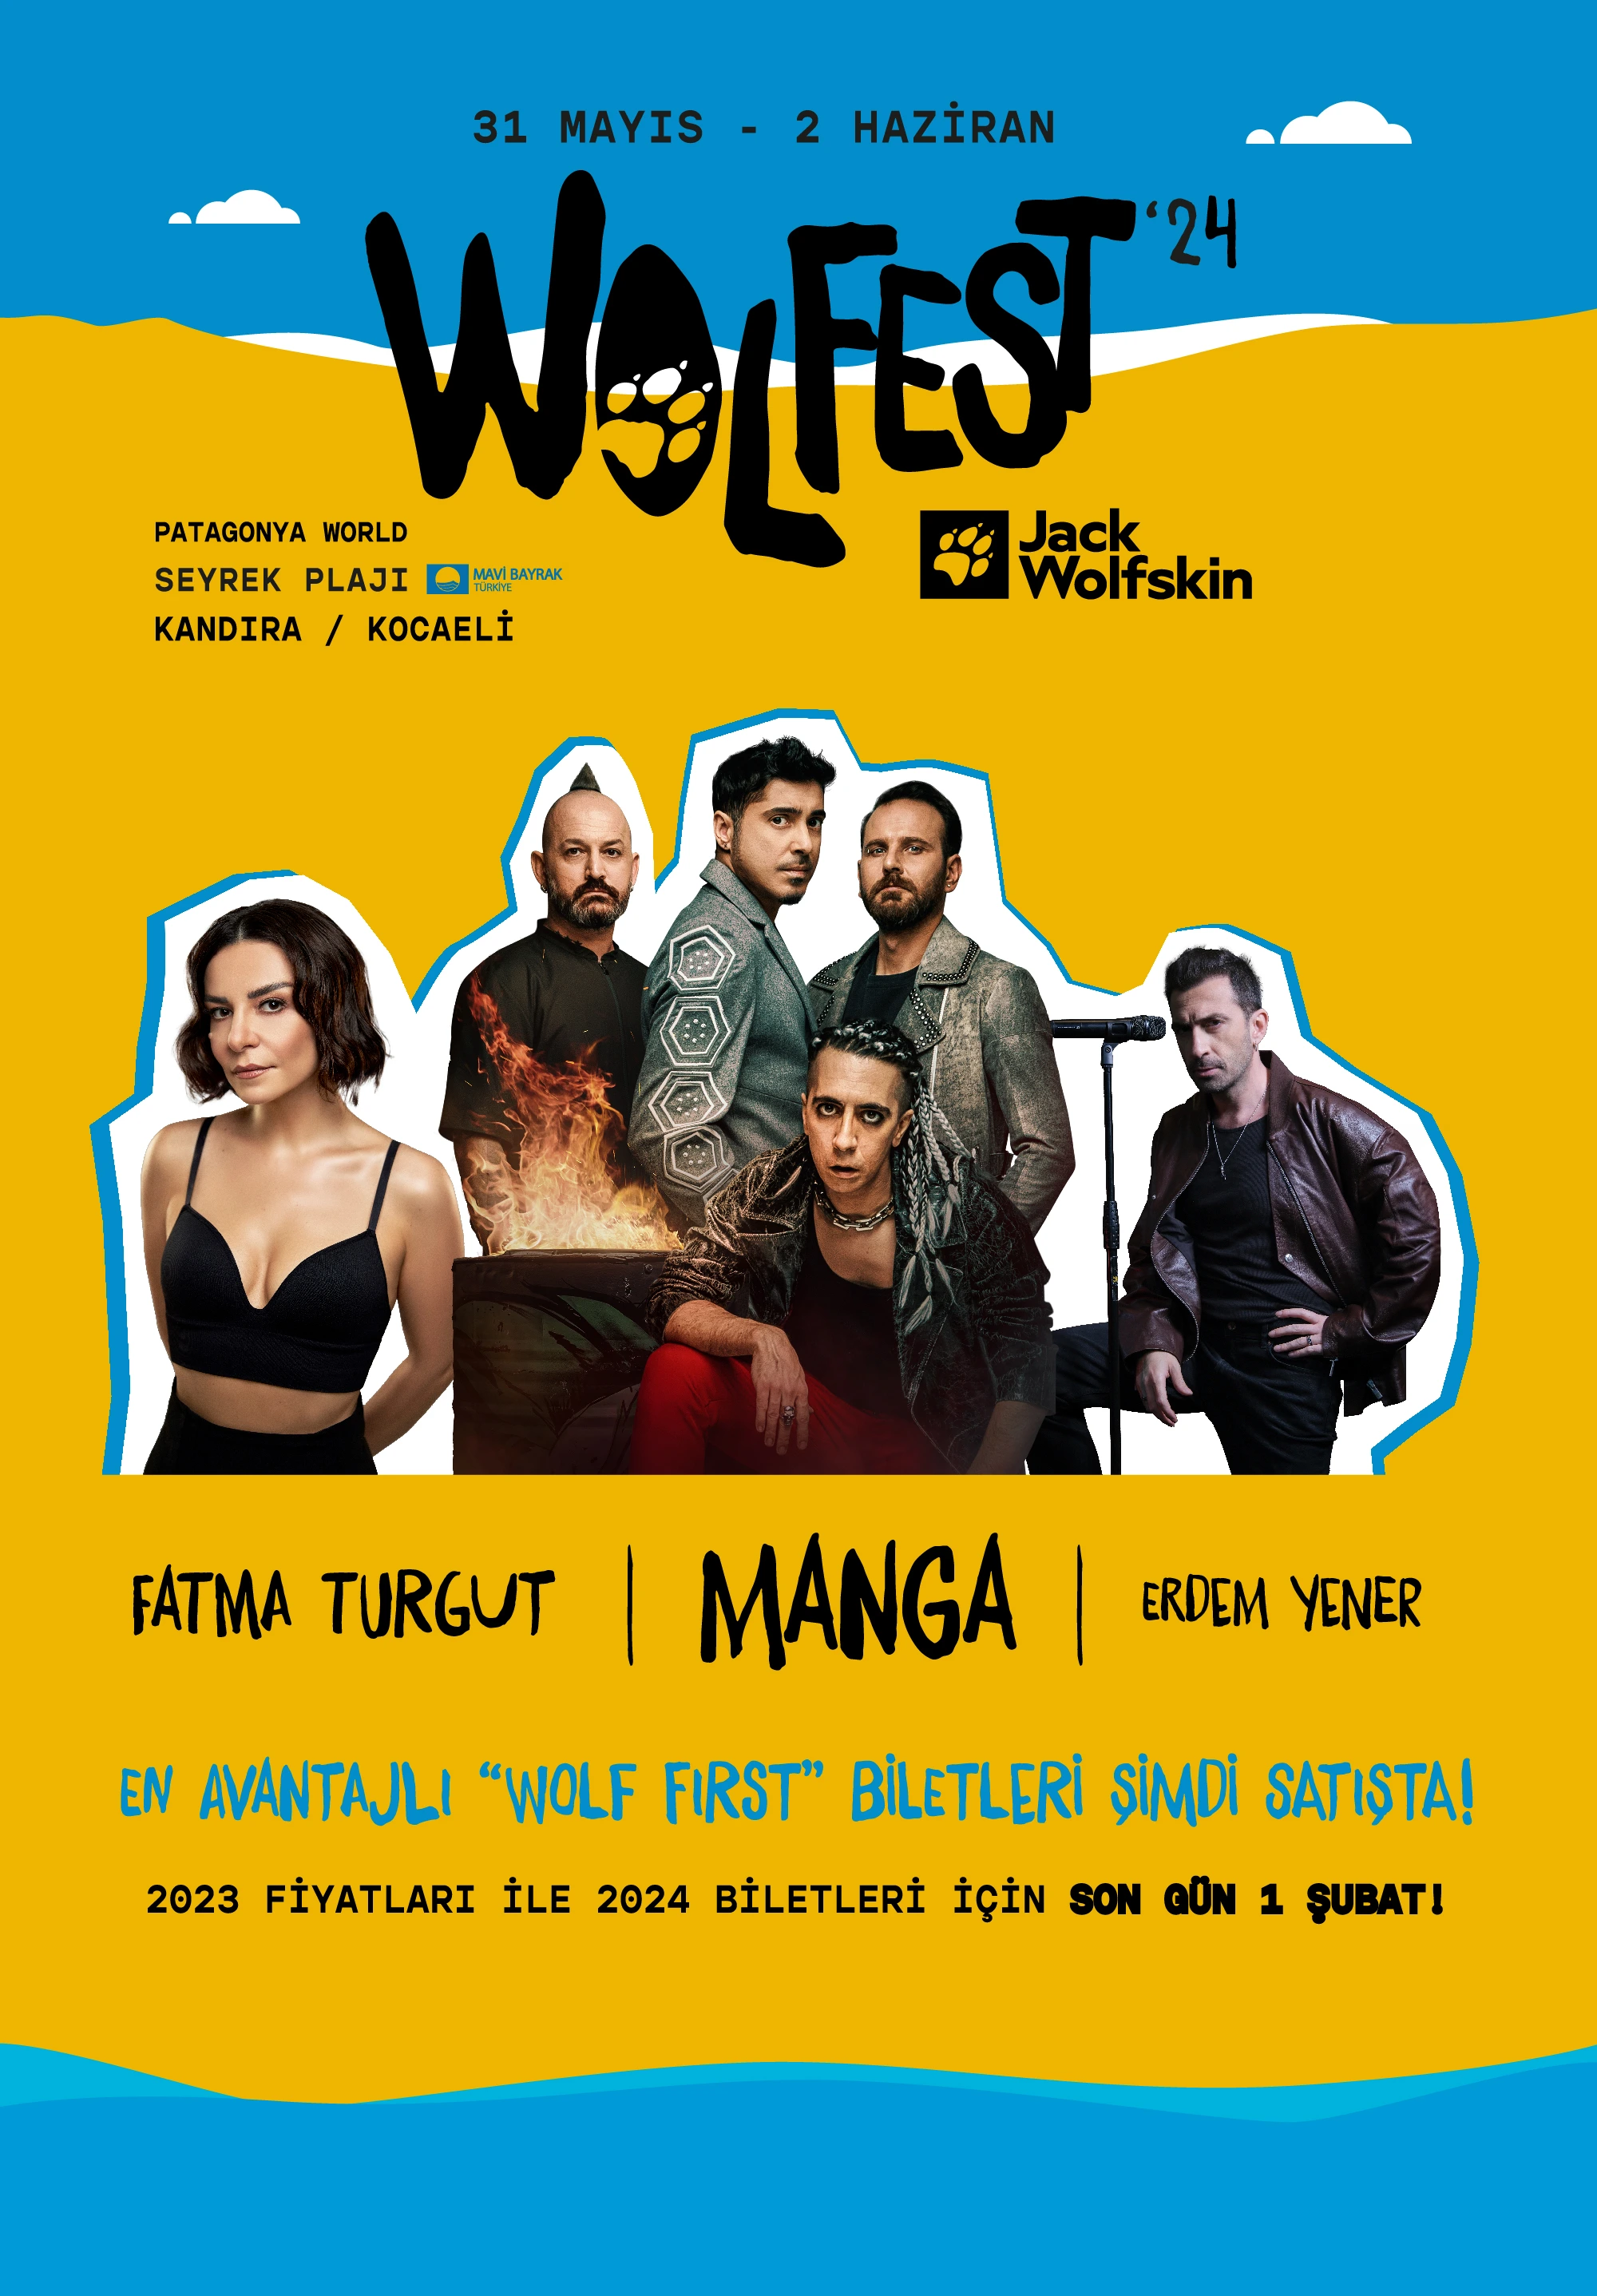 31 MAYIS - 2 HAZİRAN
WOLFEST '24
PATAGONYA WORLD
SEYREK PLAJI
MAVİ BAYRAK
TÜRKİYE
KANDIRA / KOCAELİ
Jack
Wolfskin
FATMA TURGUT | MANGA | ERDEM YENER
EN AVANTAJLI “WOLF FIRST” BİLETLERİ ŞİMDİ SATIŞTA!
2023 FİYATLARI İLE 2024 BİLETLERİ İÇİN SON GÜN 1 ŞUBAT!